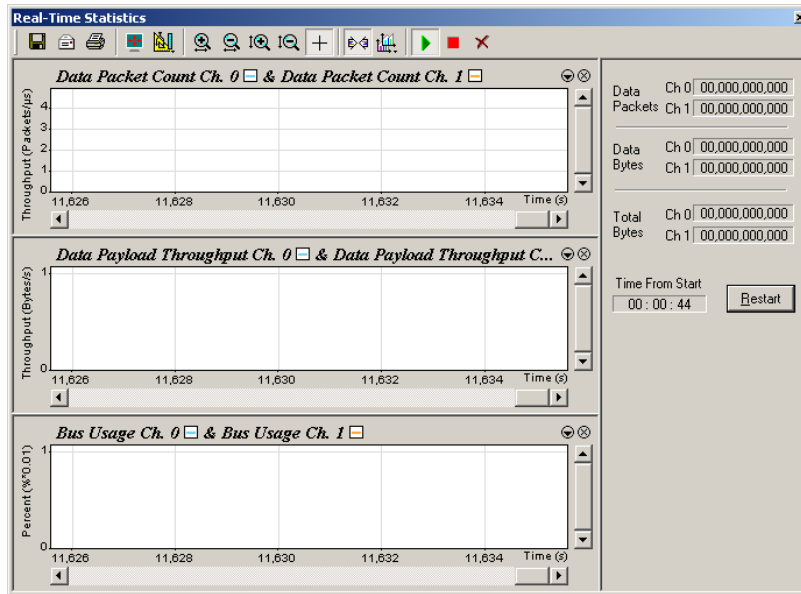 Real-Time Statistics
Data Packet Count Ch. 0 & Data Packet Count Ch. 1
Throughput (Packets/µs)
4
3
2
1
0
11,626 11,628 11,630 11,632 11,634 Time (s)
Data Payload Throughput Ch. 0 & Data Payload Throughput C...
Throughput (Bytes/s)
1
0
11,626 11,628 11,630 11,632 11,634 Time (s)
Bus Usage Ch. 0 & Bus Usage Ch. 1
Percent (%*0.01)
1
0
11,626 11,628 11,630 11,632 11,634 Time (s)
Data Packets
Ch 0 00,000,000,000
Ch 1 00,000,000,000
Data Bytes
Ch 0 00,000,000,000
Ch 1 00,000,000,000
Total Bytes
Ch 0 00,000,000,000
Ch 1 00,000,000,000
Time From Start
00 : 00 : 44
Restart